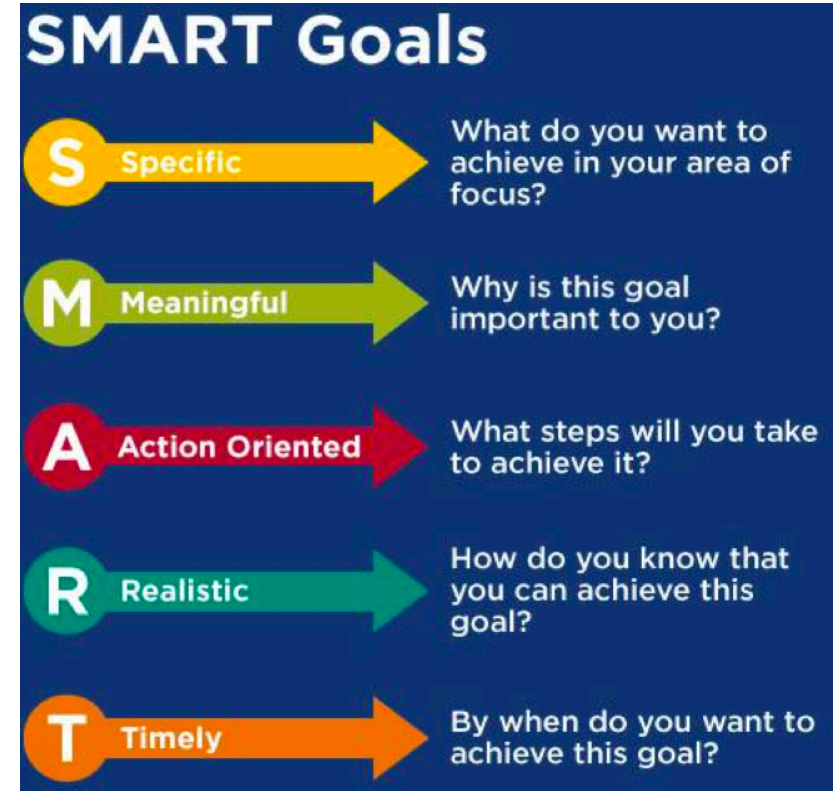 SMART Goals
S Specific
What do you want to
achieve in your area of
focus?
M Meaningful
Why is this goal
important to you?
A Action Oriented
What steps will you take
to achieve it?
R Realistic
How do you know that
you can achieve this
goal?
T Timely
By when do you want to
achieve this goal?